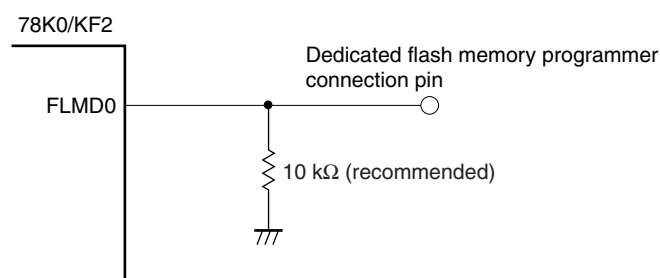 78K0/KF2
Dedicated flash memory programmer
connection pin
FLMD0
10 kΩ (recommended)